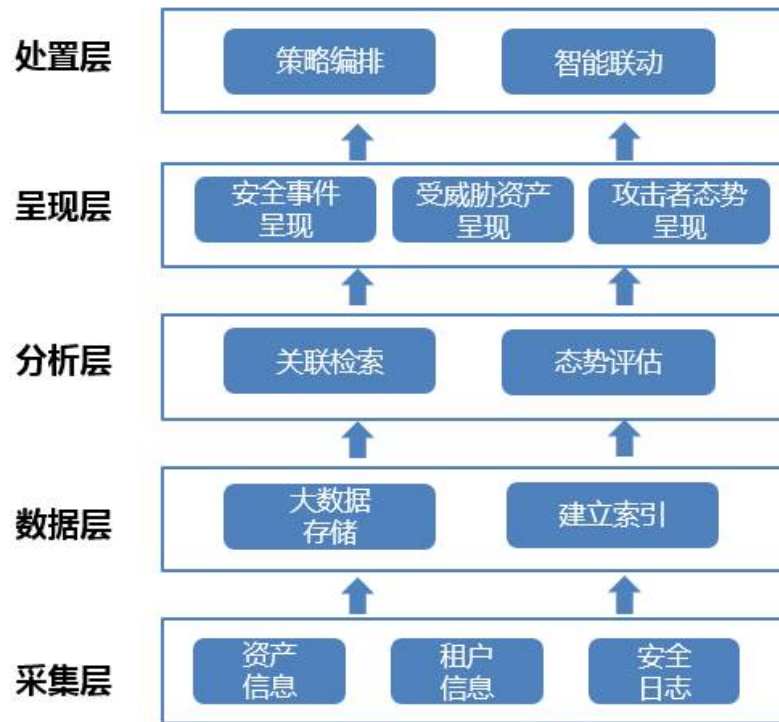 处置层
策略编排
智能联动
呈现层
安全事件
呈现
受威胁资产
呈现
攻击者态势
呈现
分析层
关联检索
态势评估
数据层
大数据
存储
建立索引
采集层
资产
信息
租户
信息
安全
日志